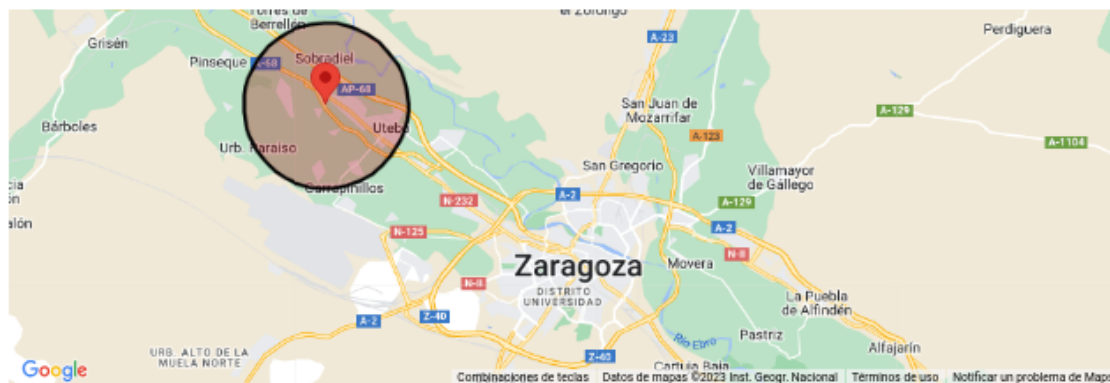 Torres de
Berrellén
el Zorongo
Perdiguera
Grisén
A-23
Sobradiel
Pinseque
AP-68
San Juan de
Mozarrifar
A-129
Bárboles
Utebo
A-123
A-1104
Urb. Paraiso
San Gregorio
Villamayor
de Gállego
Garrapinillos
A-2
N-232
A-129
N-125
A-2
N-II
Zaragoza
Movera
DISTRITO
UNIVERSIDAD
N-II
La Puebla
de Alfindén
A-2
Z-40
Pastriz
Río Ebro
Alfajarín
URB. ALTO DE LA
MUELA NORTE
Z-40
Cartuja Baja
Google
Combinaciones de teclas
Datos de mapas ©2023 Inst. Geogr. Nacional
Términos de uso
Notificar un problema de Maps